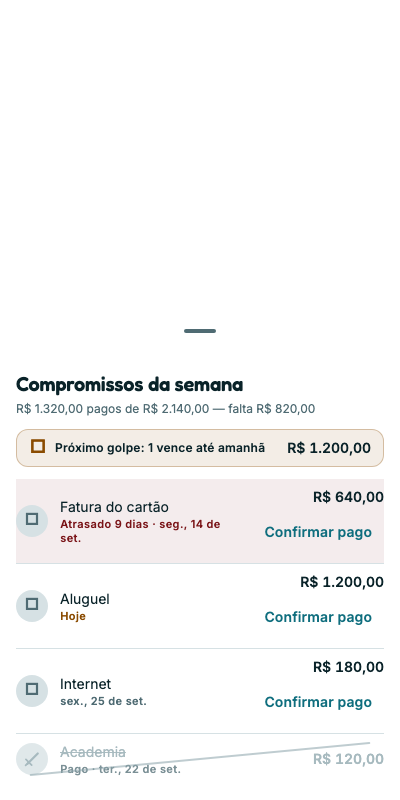 Compromissos da semana
R$ 1.320,00 pagos de R$ 2.140,00 — falta R$ 820,00
Próximo golpe: 1 vence até amanhã R$ 1.200,00
Fatura do cartão R$ 640,00
Atrasado 9 dias · seg., 14 de
set.
Confirmar pago
Aluguel R$ 1.200,00
Hoje
Confirmar pago
Internet R$ 180,00
sex., 25 de set.
Confirmar pago
Academia R$ 120,00
Pago · ter., 22 de set.